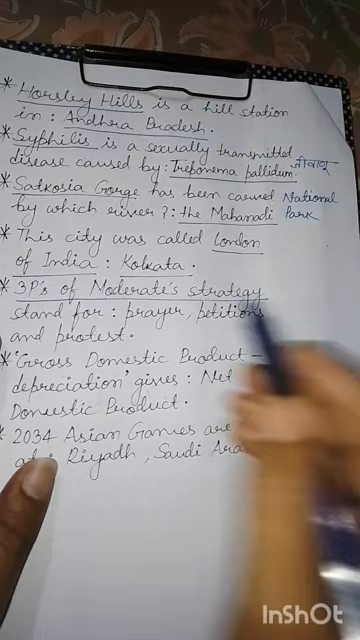 * Horsley Hills is a hill station
in : Andhra Pradesh.
* Syphilis is a sexually transmitted
disease caused by: Treponema pallidum. जीवाणु
* Satkosia Gorge has been carved National
by which river?: the Mahanadi Park
* This city was called London
of India : Kolkata.
* 3P's of Moderate's strategy
stand for : prayer, petitions
and protest.
* 'Gross Domestic Product -
depreciation' gives : Net
Domestic Product.
* 2034 Asian Games are
Riyadh, Saudi
InShOt